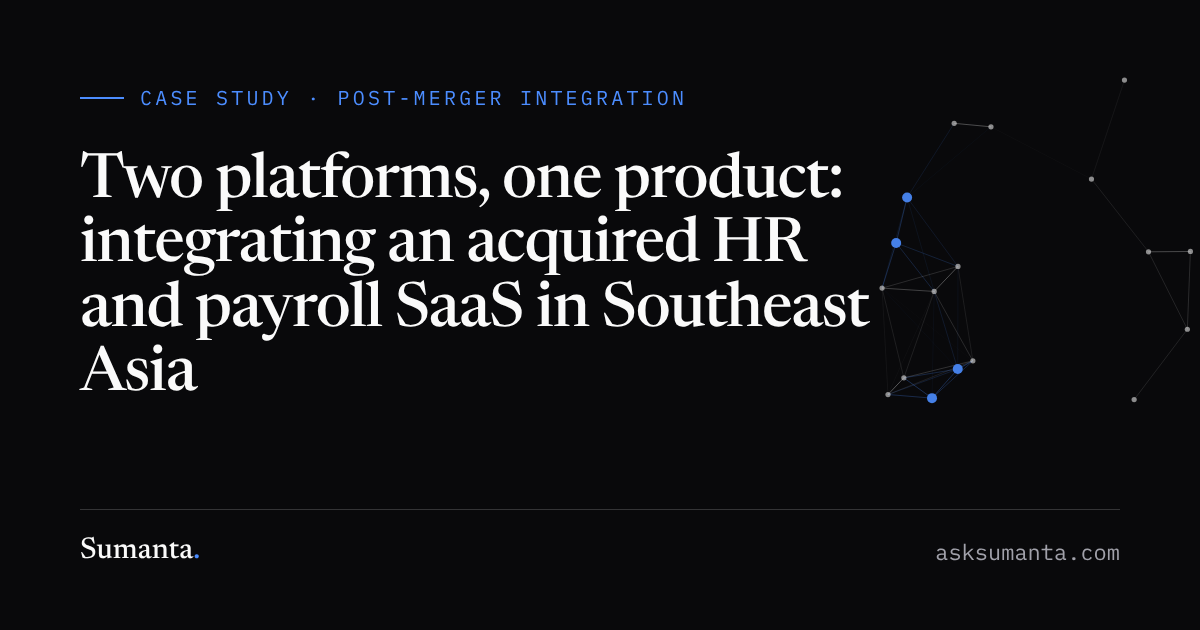 CASE STUDY · POST-MERGER INTEGRATION
Two platforms, one product:
integrating an acquired HR
and payroll SaaS in Southeast
Asia
Sumanta.
asksumanta.com